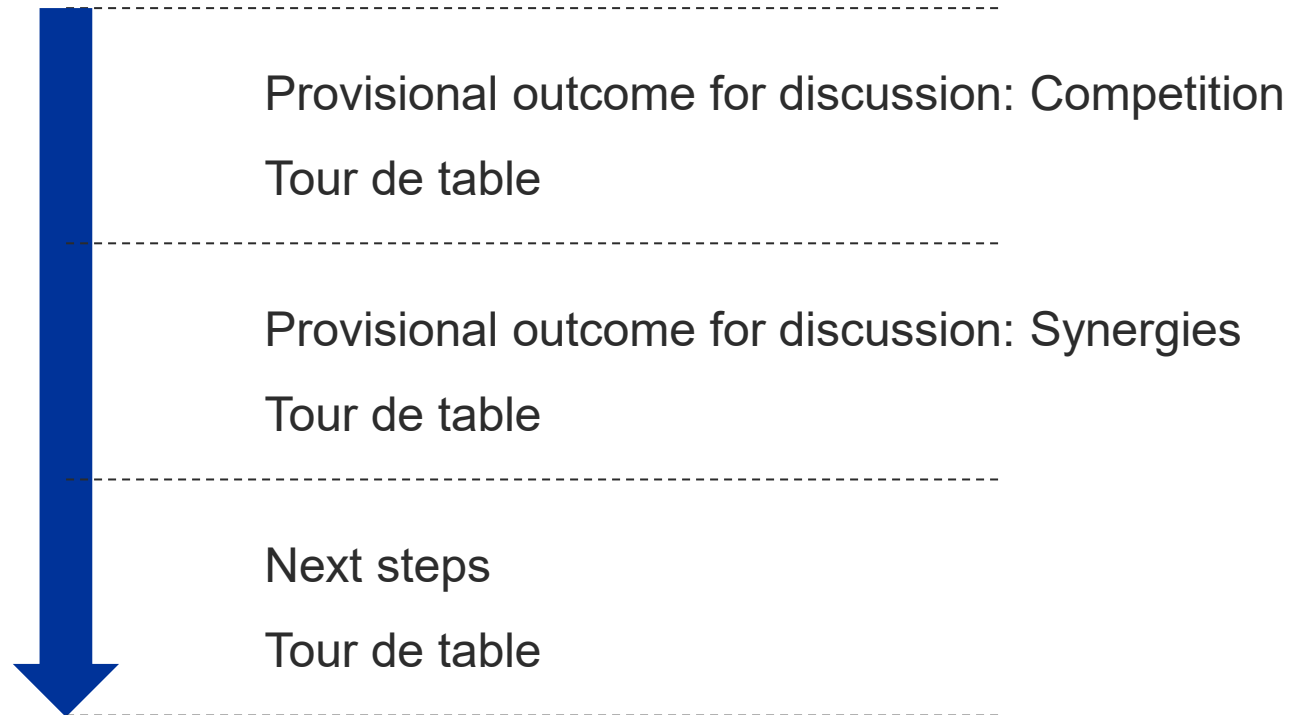 Provisional outcome for discussion: Competition
Tour de table
Provisional outcome for discussion: Synergies
Tour de table
Next steps
Tour de table